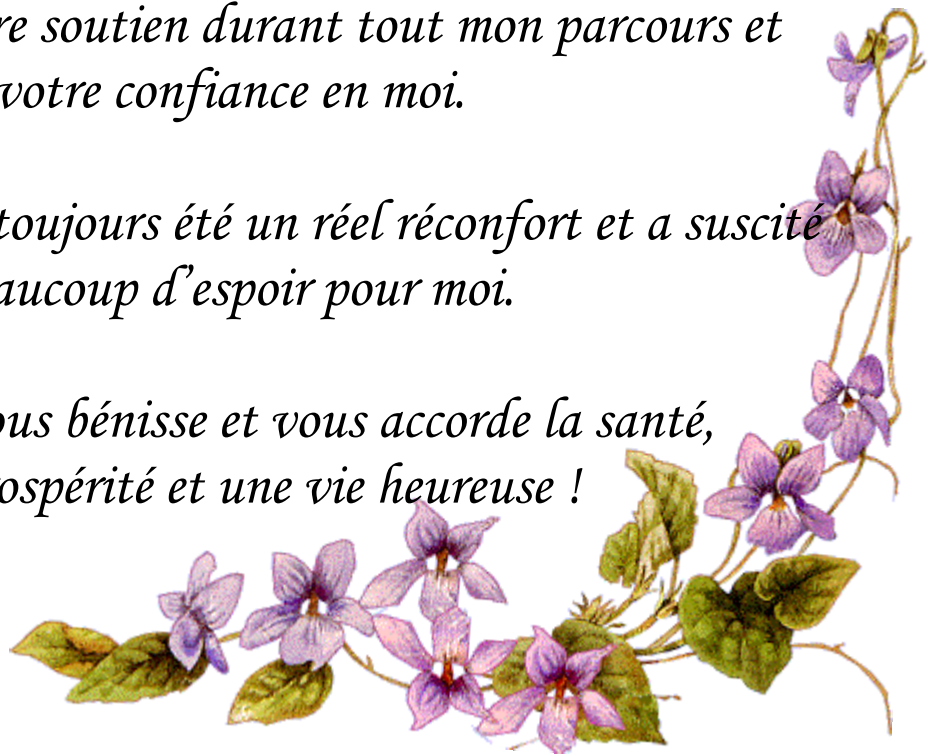 re soutien durant tout mon parcours et
votre confiance en moi.
toujours été un réel réconfort et a suscité
aucoup d’espoir pour moi.
ous bénisse et vous accorde la santé,
ospérité et une vie heureuse !